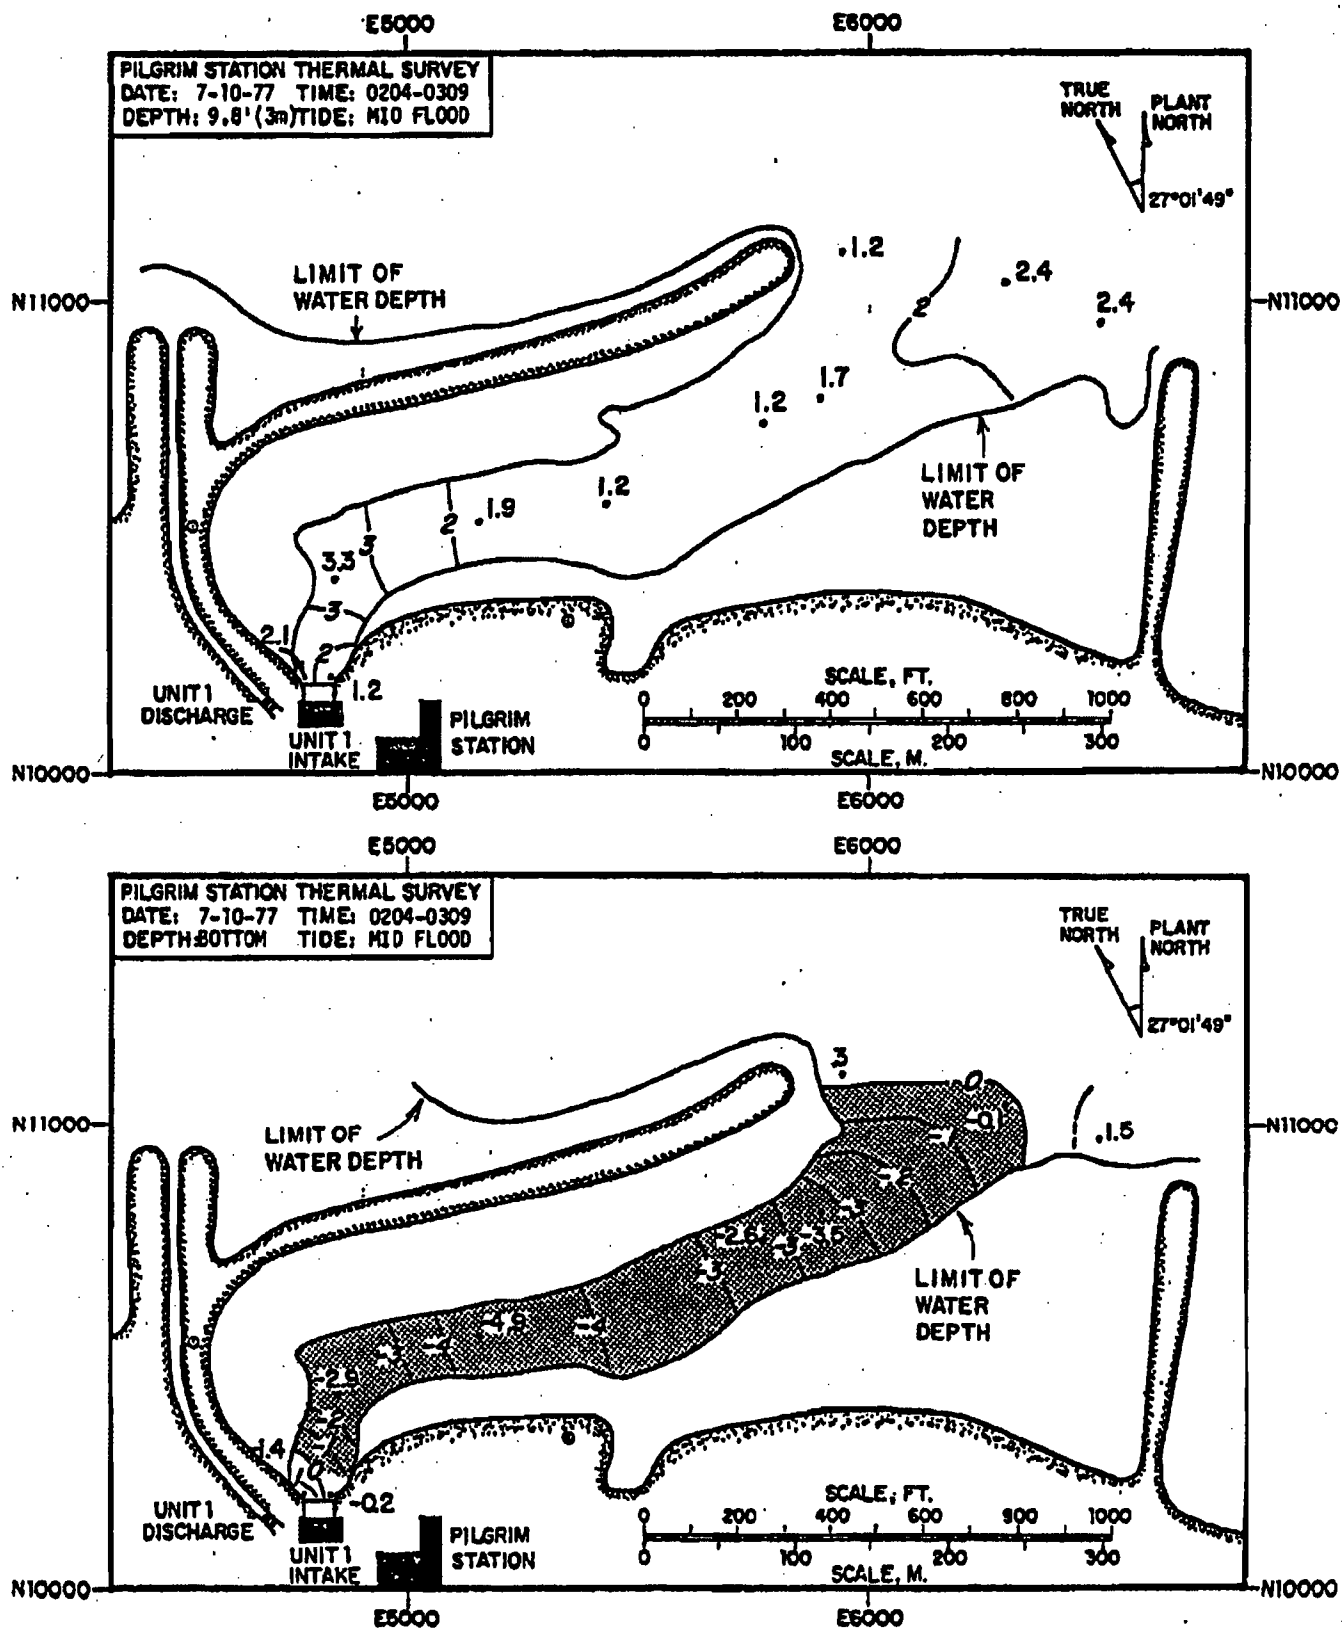 E5000 E6000
PILGRIM STATION THERMAL SURVEY
DATE: 7-10-77 TIME: 0204-0309
DEPTH: 9.8' (3m) TIDE: MID FLOOD
TRUE NORTH
PLANT NORTH
27°01'49"
LIMIT OF
WATER DEPTH
1.2
2.4
N11000
N11000
2
2.4
1.7
1.2
LIMIT OF
WATER
DEPTH
1.2
1.9
2
3
3.3
3
2.1
2
1.2
UNIT 1
DISCHARGE
UNIT 1
INTAKE
PILGRIM
STATION
SCALE, FT.
0 200 400 600 800 1000
0 100 200 300
SCALE, M.
N10000
N10000
E5000 E6000
E5000 E6000
PILGRIM STATION THERMAL SURVEY
DATE: 7-10-77 TIME: 0204-0309
DEPTH: BOTTOM TIDE: MID FLOOD
TRUE NORTH
PLANT NORTH
27°01'49"
.3
0
N11000
N11000
LIMIT OF
WATER DEPTH
-0.1
-1
1.5
-2
-3
-2.6
-3
-3.5
-3
LIMIT OF
WATER
DEPTH
-4.9
-4
-4
-3
-2.9
-2
-1
1.4
0
-0.2
UNIT 1
DISCHARGE
UNIT 1
INTAKE
PILGRIM
STATION
SCALE, FT.
0 200 400 600 800 1000
0 100 200 300
SCALE, M.
N10000
N10000
E5000 E6000